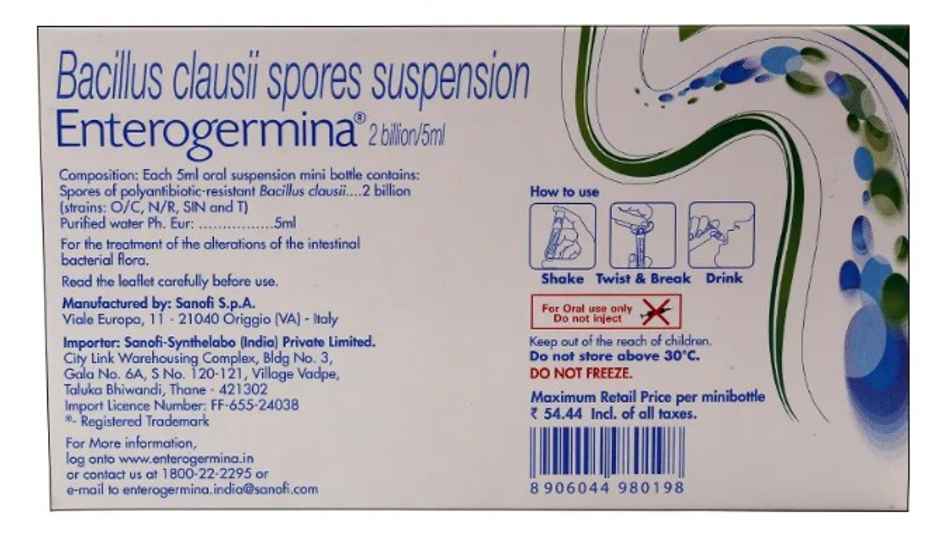 Bacillus clausii spores suspension
Enterogermina® 2 billion/5ml
Composition: Each 5ml oral suspension mini bottle contains:
Spores of polyantibiotic-resistant Bacillus clausii....2 billion
(strains: O/C, N/R, SIN and T)
Purified water Ph. Eur: .................5ml
For the treatment of the alterations of the intestinal
bacterial flora.
Read the leaflet carefully before use.
Manufactured by: Sanofi S.p.A.
Viale Europa, 11 - 21040 Origgio (VA) - Italy
Importer: Sanofi-Synthelabo (India) Private Limited.
City Link Warehousing Complex, Bldg No. 3,
Gala No. 6A, S No. 120-121, Village Vadpe,
Taluka Bhiwandi, Thane - 421302
Import Licence Number: FF-655-24038
®- Registered Trademark
For More information,
log onto www.enterogermina.in
or contact us at 1800-22-2295 or
e-mail to enterogermina.india@sanofi.com
How to use
Shake Twist & Break Drink
For Oral use only
Do not inject
Keep out of the reach of children.
Do not store above 30°C.
DO NOT FREEZE.
Maximum Retail Price per minibottle
₹ 54.44 Incl. of all taxes.
8 906044 980198